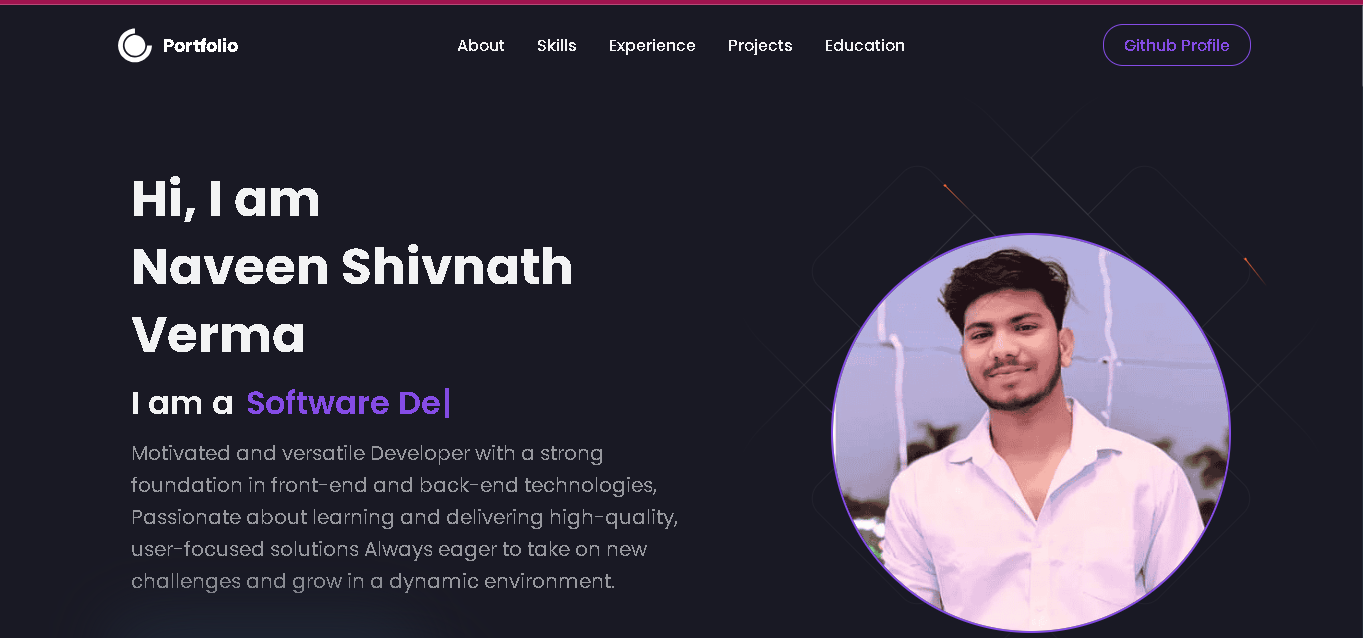 Portfolio
About Skills Experience Projects Education
Github Profile
Hi, I am
Naveen Shivnath
Verma
I am a Software De|
Motivated and versatile Developer with a strong
foundation in front-end and back-end technologies,
Passionate about learning and delivering high-quality,
user-focused solutions Always eager to take on new
challenges and grow in a dynamic environment.